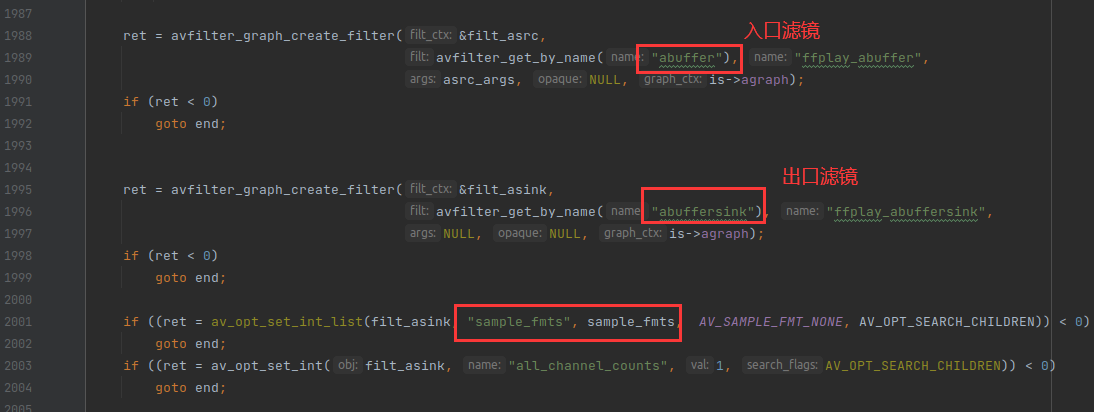 1987
入口滤镜
1988 ret = avfilter_graph_create_filter( filt_ctx: &filt_asrc,
1989 filt: avfilter_get_by_name( name: "abuffer"), name: "ffplay_abuffer",
1990 args: asrc_args, opaque: NULL, graph_ctx: is->agraph);
1991 if (ret < 0)
1992 goto end;
1993
1994
出口滤镜
1995 ret = avfilter_graph_create_filter( filt_ctx: &filt_asink,
1996 filt: avfilter_get_by_name( name: "abuffersink"), name: "ffplay_abuffersink",
1997 args: NULL, opaque: NULL, graph_ctx: is->agraph);
1998 if (ret < 0)
1999 goto end;
2000
2001 if ((ret = av_opt_set_int_list(filt_asink, "sample_fmts", sample_fmts, AV_SAMPLE_FMT_NONE, AV_OPT_SEARCH_CHILDREN)) < 0)
2002 goto end;
2003 if ((ret = av_opt_set_int( obj: filt_asink, name: "all_channel_counts", val: 1, search_flags: AV_OPT_SEARCH_CHILDREN)) < 0)
2004 goto end;
2005